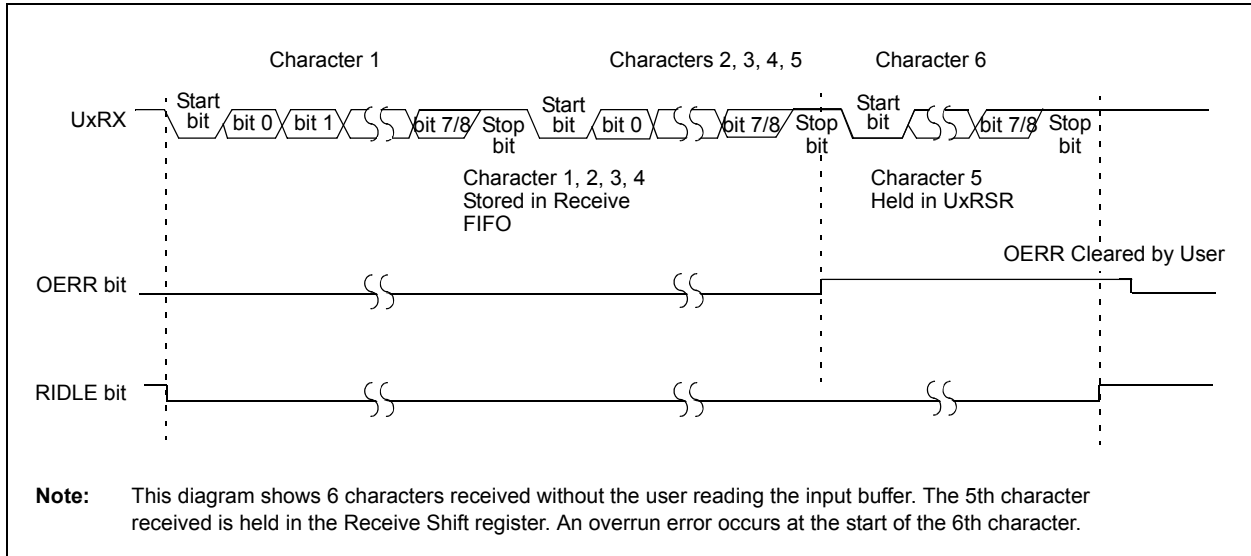 Character 1
Characters 2, 3, 4, 5
Character 6
UxRX
Start
bit
bit 0
bit 1
bit 7/8
Stop
bit
Start
bit
bit 0
bit 7/8
Stop
bit
Start
bit
bit 7/8
Stop
bit
Character 1, 2, 3, 4
Stored in Receive
FIFO
Character 5
Held in UxRSR
OERR Cleared by User
OERR bit
RIDLE bit
Note: This diagram shows 6 characters received without the user reading the input buffer. The 5th character
received is held in the Receive Shift register. An overrun error occurs at the start of the 6th character.